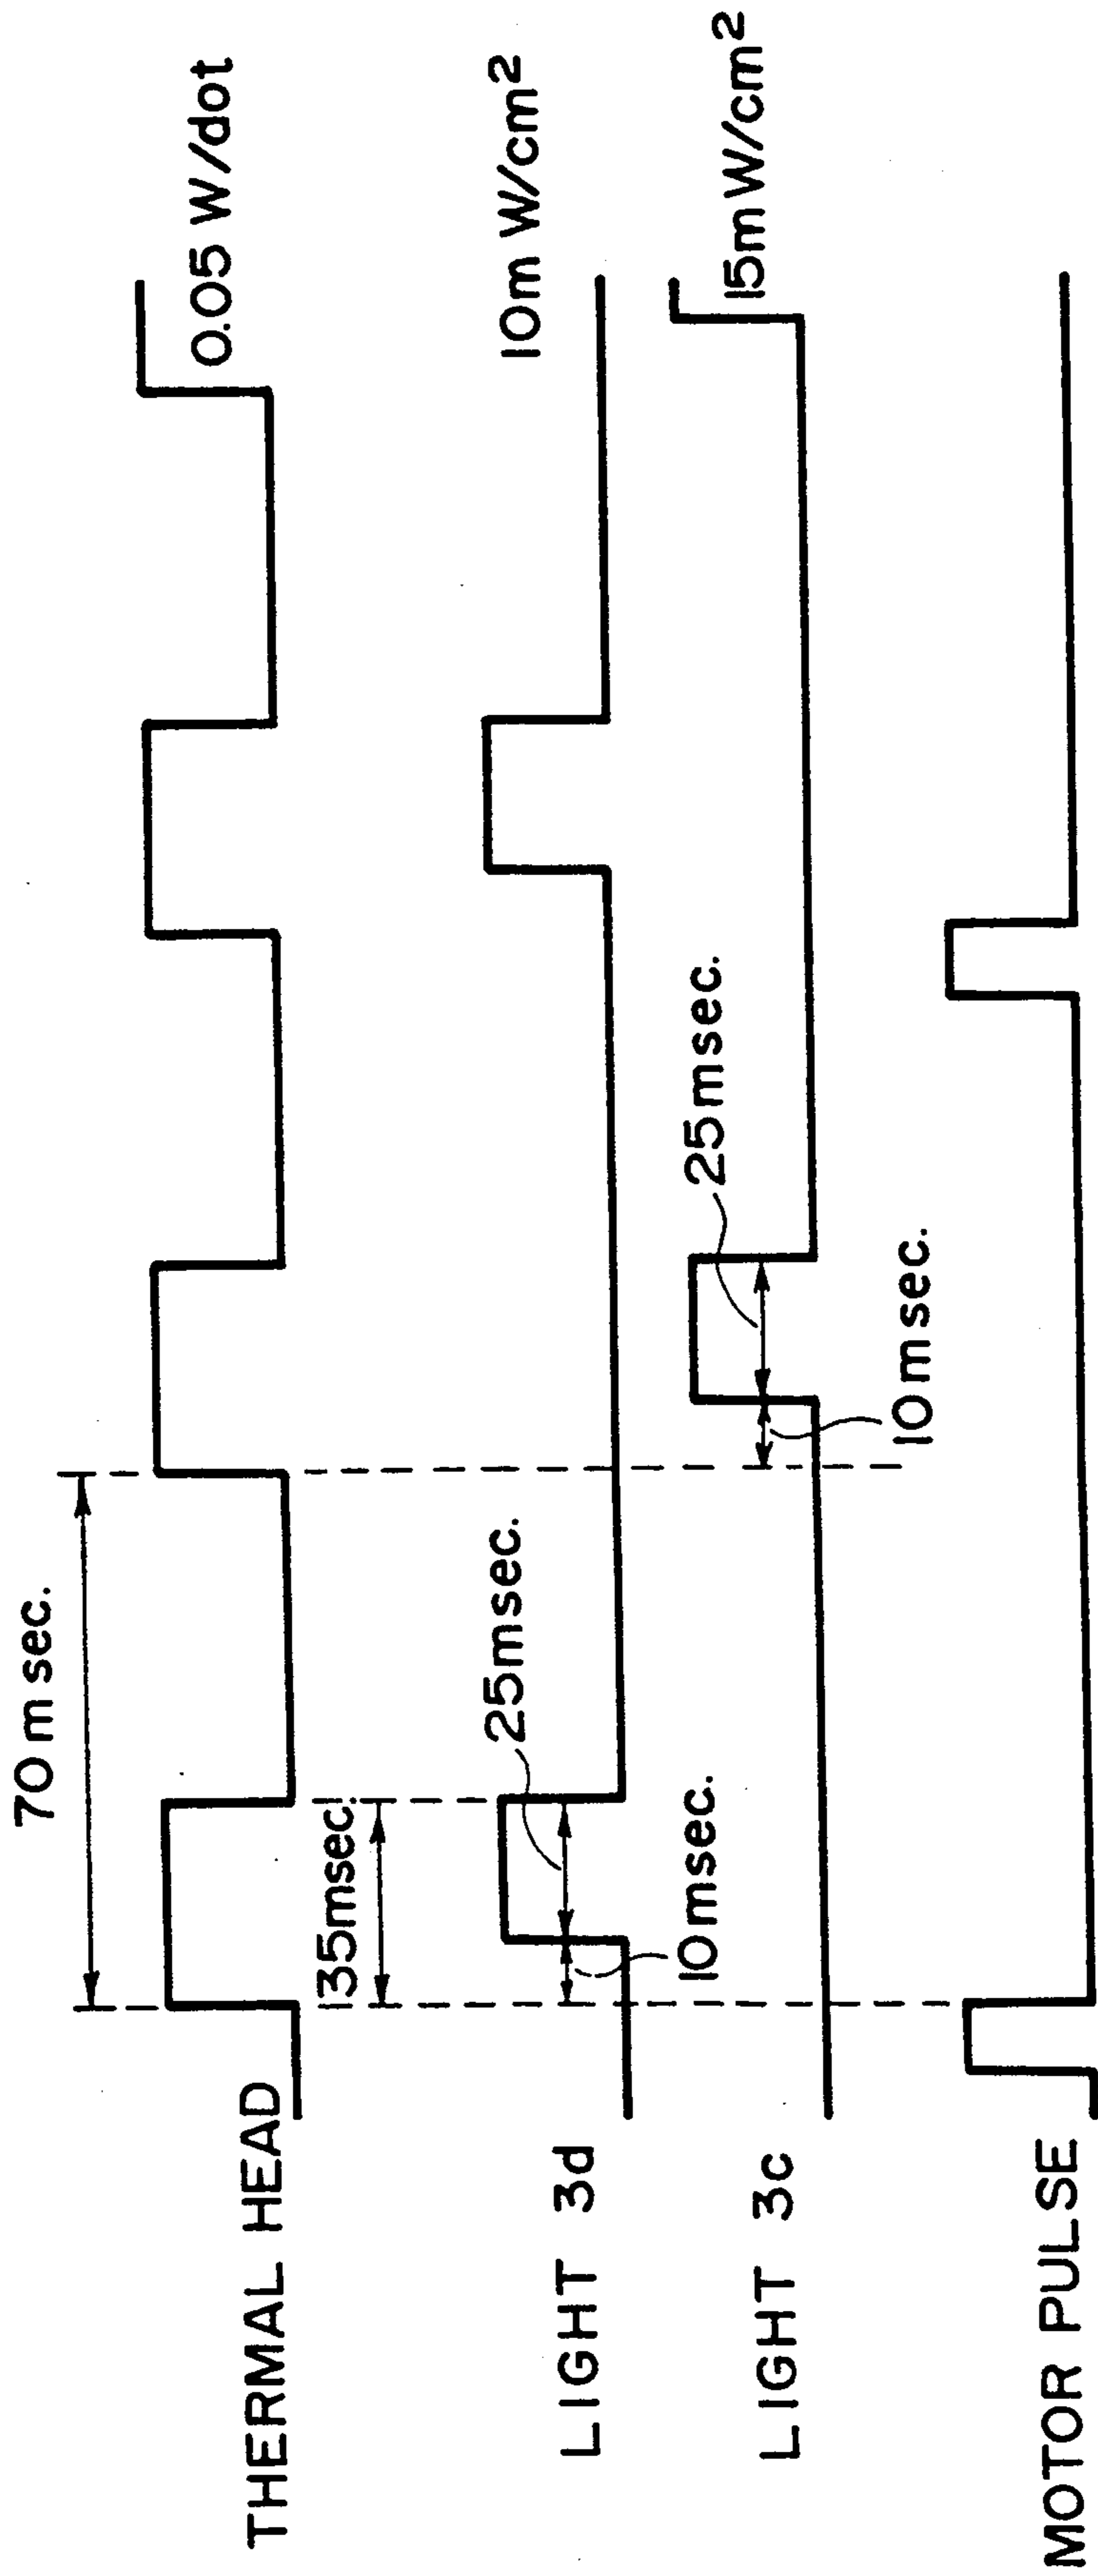 70 msec.
THERMAL HEAD
0.05 W/dot
35msec.
LIGHT 3d
25msec.
10msec.
10m W/cm2
LIGHT 3c
25msec.
10msec.
15m W/cm2
MOTOR PULSE